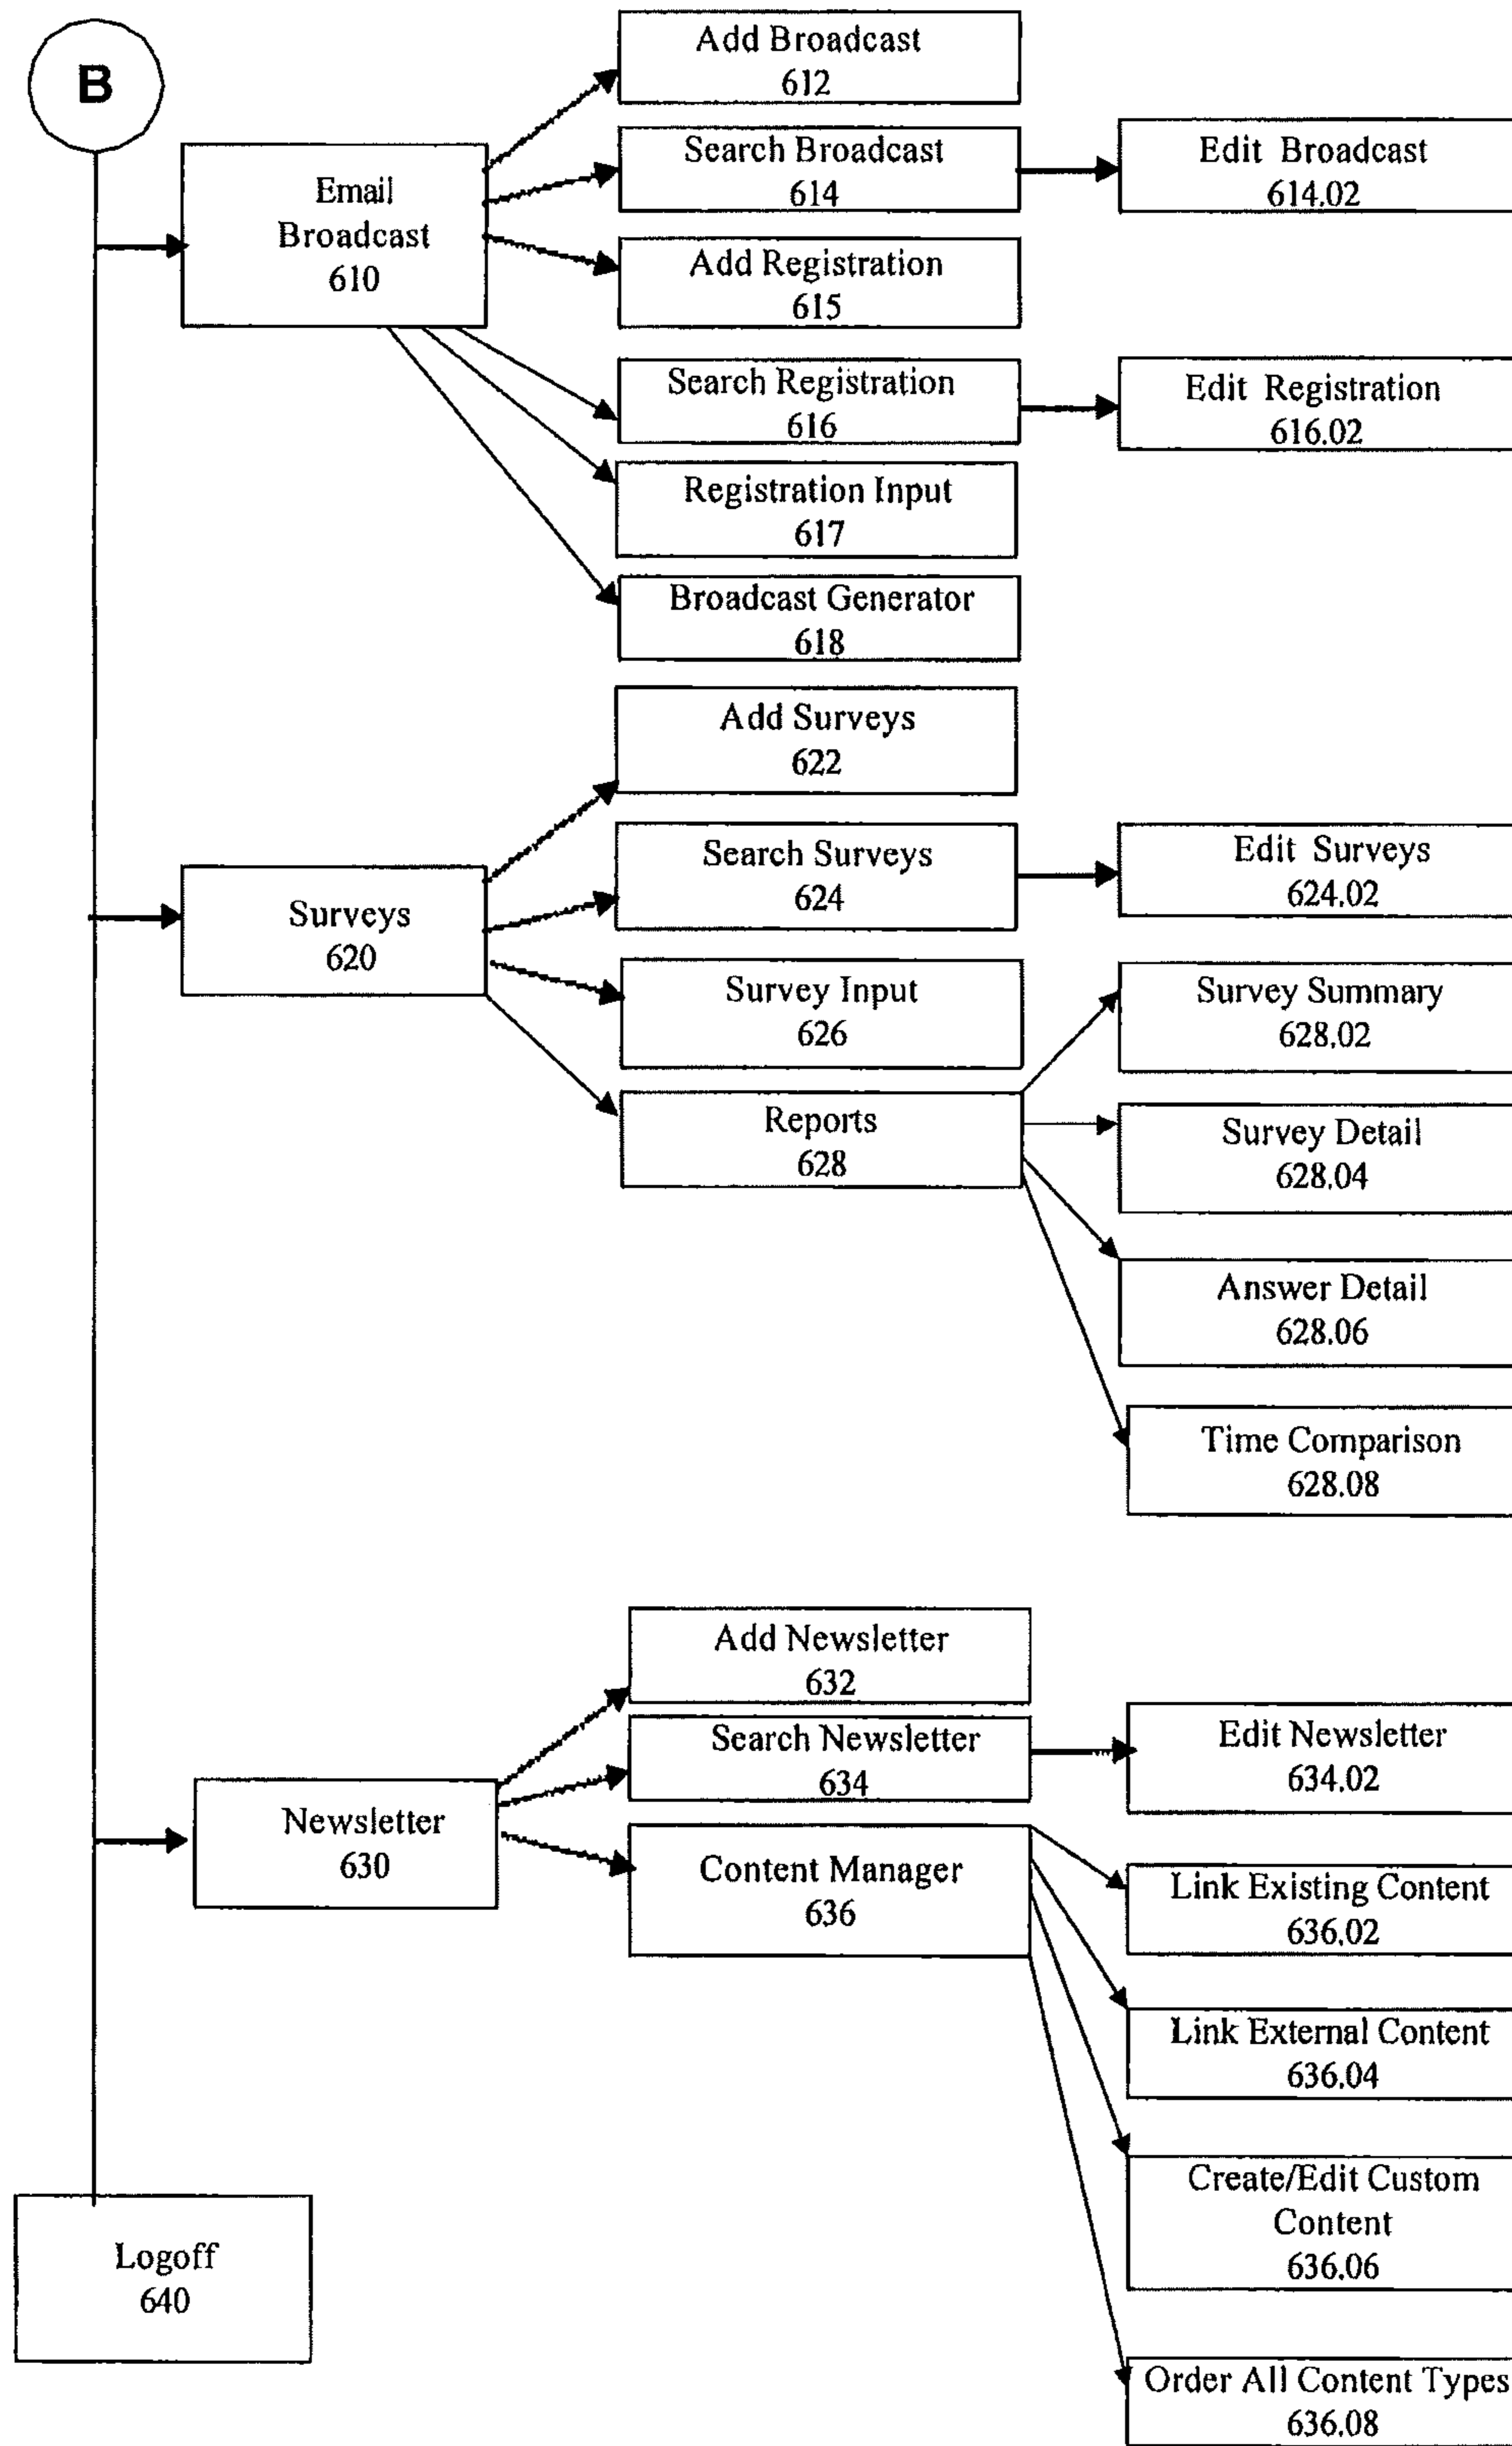 B
Email
Broadcast
610
Add Broadcast
612
Search Broadcast
614
Edit Broadcast
614.02
Add Registration
615
Search Registration
616
Edit Registration
616.02
Registration Input
617
Broadcast Generator
618
Surveys
620
Add Surveys
622
Search Surveys
624
Edit Surveys
624.02
Survey Input
626
Reports
628
Survey Summary
628.02
Survey Detail
628.04
Answer Detail
628.06
Time Comparison
628.08
Newsletter
630
Add Newsletter
632
Search Newsletter
634
Edit Newsletter
634.02
Content Manager
636
Link Existing Content
636.02
Link External Content
636.04
Create/Edit Custom
Content
636.06
Order All Content Types
636.08
Logoff
640